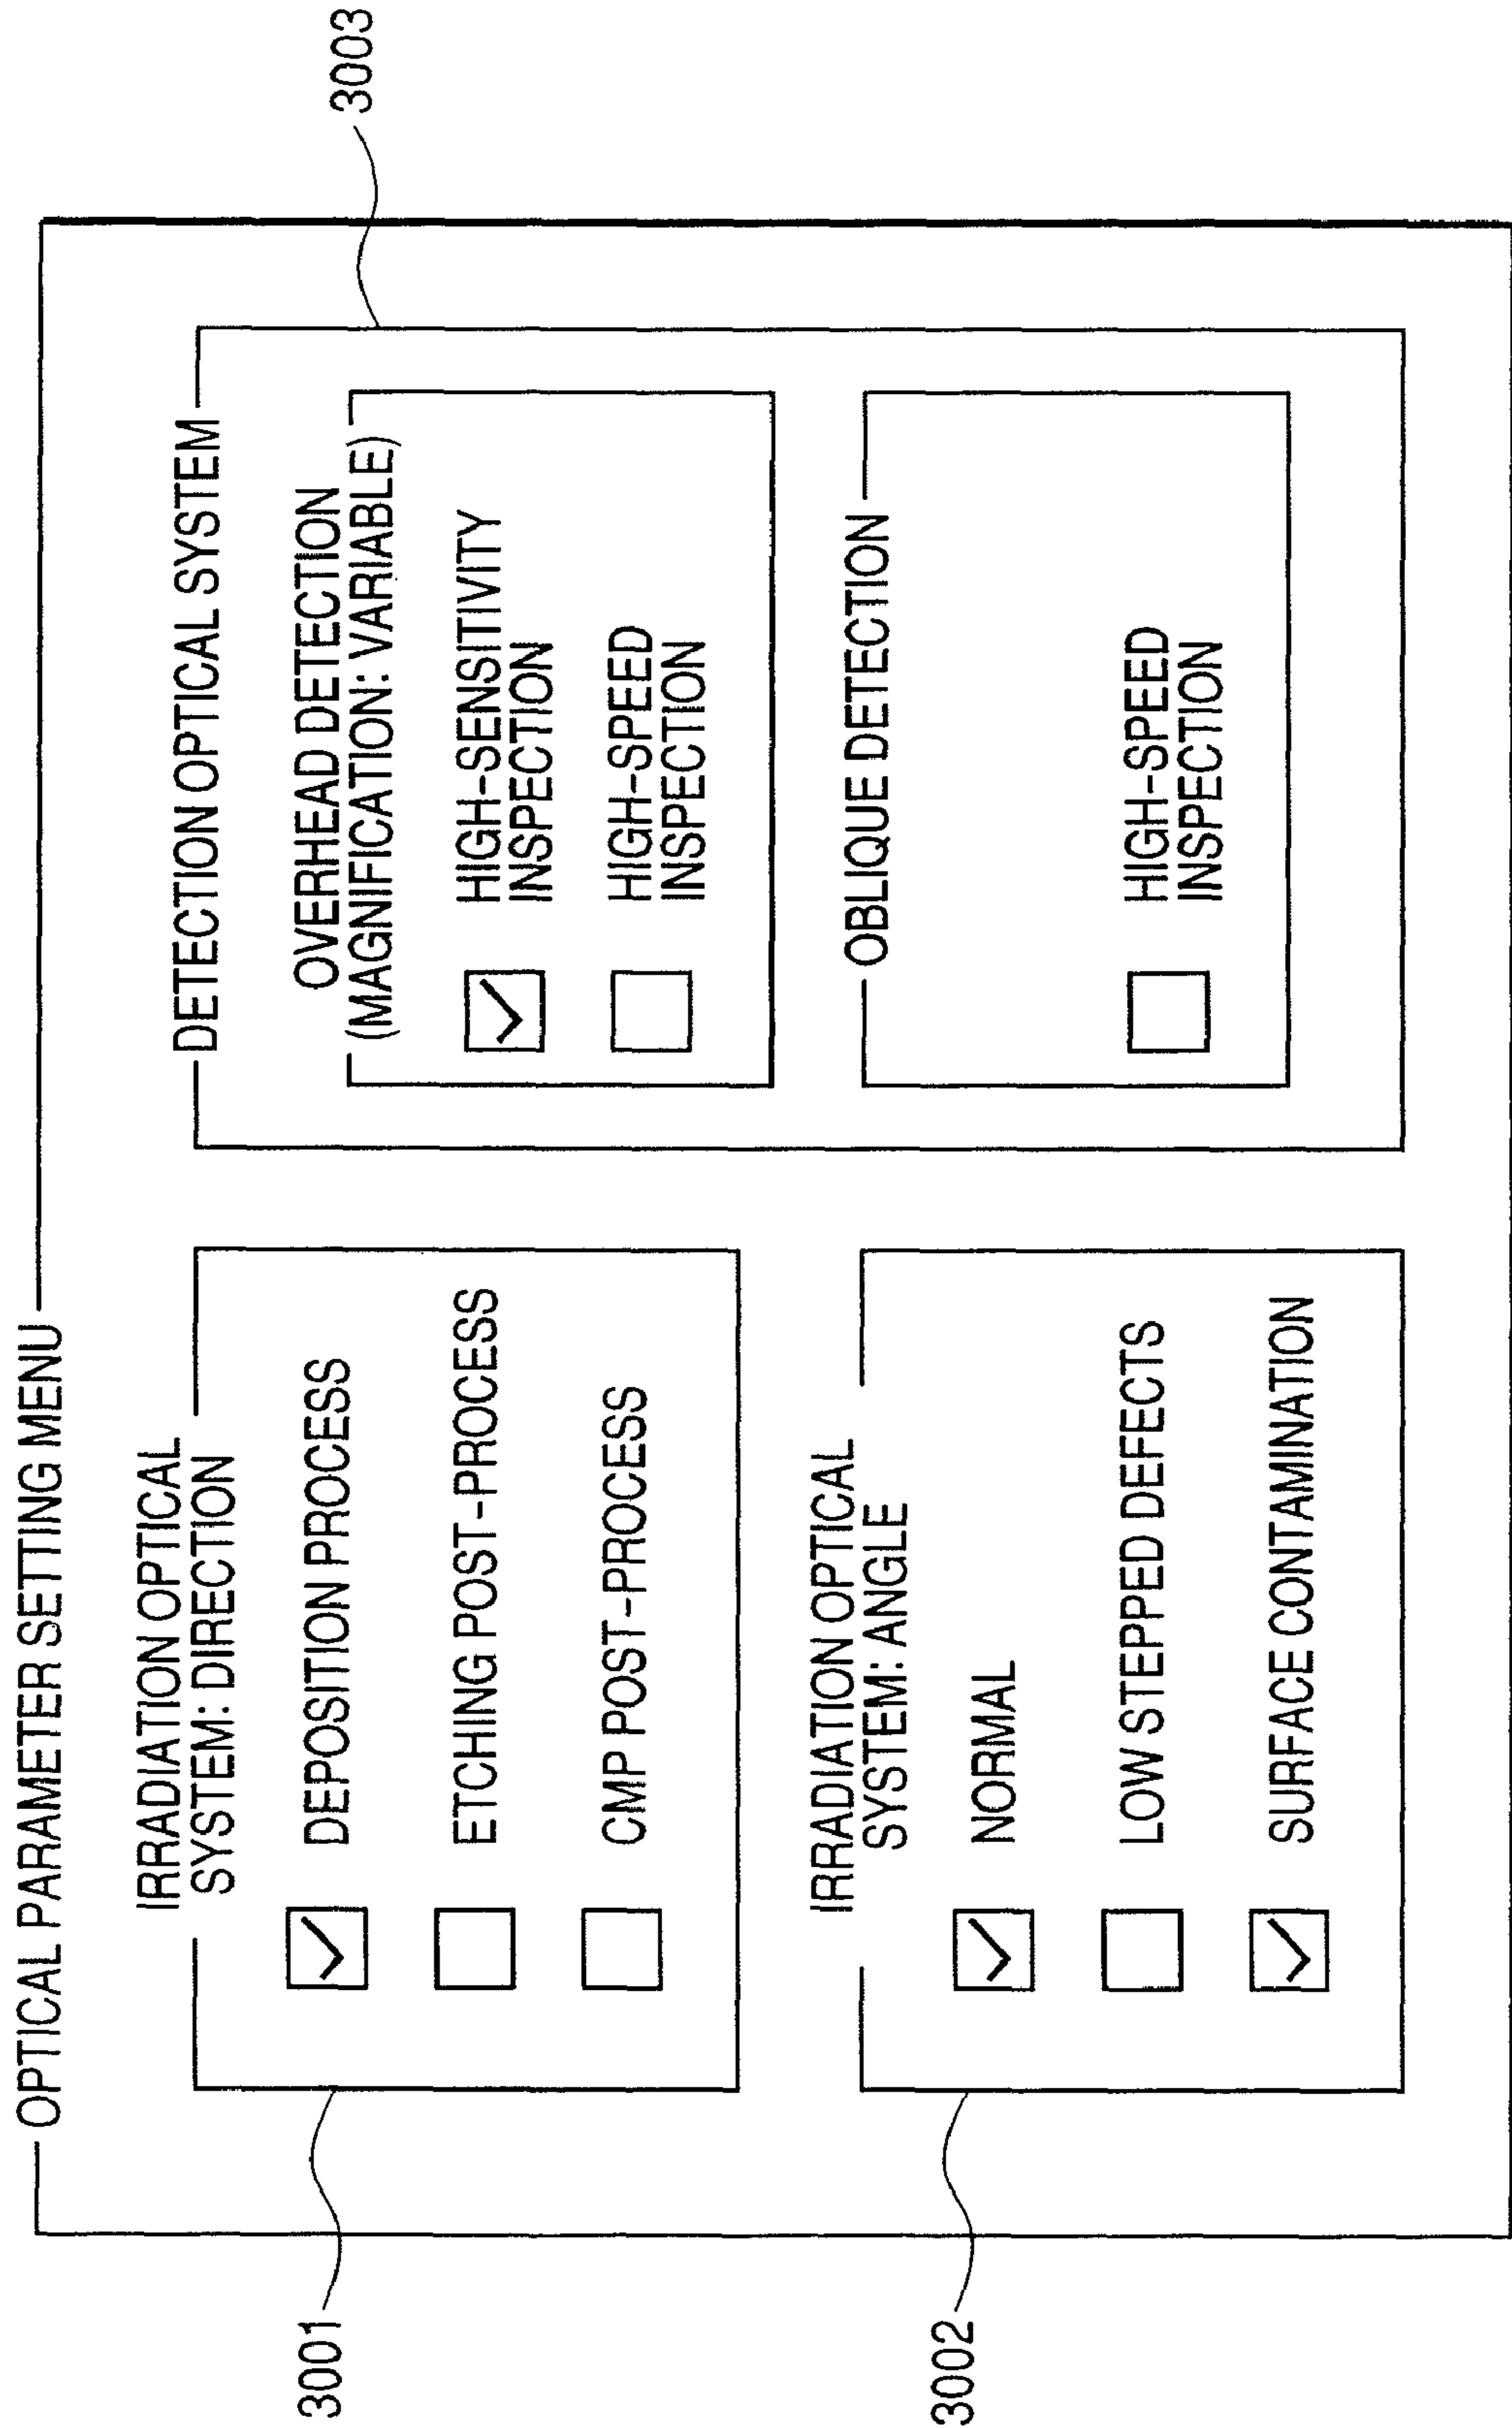 OPTICAL PARAMETER SETTING MENU
IRRADIATION OPTICAL
SYSTEM: DIRECTION
DEPOSITION PROCESS
ETCHING POST-PROCESS
CMP POST-PROCESS
3001
IRRADIATION OPTICAL
SYSTEM: ANGLE
NORMAL
LOW STEPPED DEFECTS
SURFACE CONTAMINATION
3002
DETECTION OPTICAL SYSTEM
3003
OVERHEAD DETECTION
(MAGNIFICATION: VARIABLE)
HIGH-SENSITIVITY
INSPECTION
HIGH-SPEED
INSPECTION
OBLIQUE DETECTION
HIGH-SPEED
INSPECTION